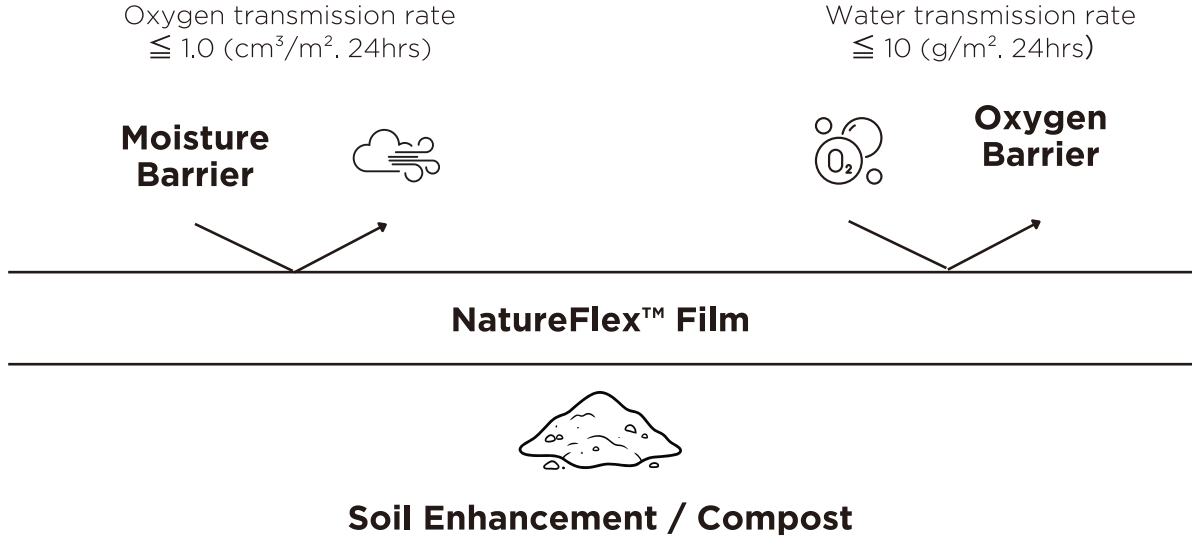 Oxygen transmission rate
≦ 1.0 (cm³/m². 24hrs)
Moisture
Barrier
Water transmission rate
≦ 10 (g/m². 24hrs)
O₂
Oxygen
Barrier
NatureFlex™ Film
Soil Enhancement / Compost